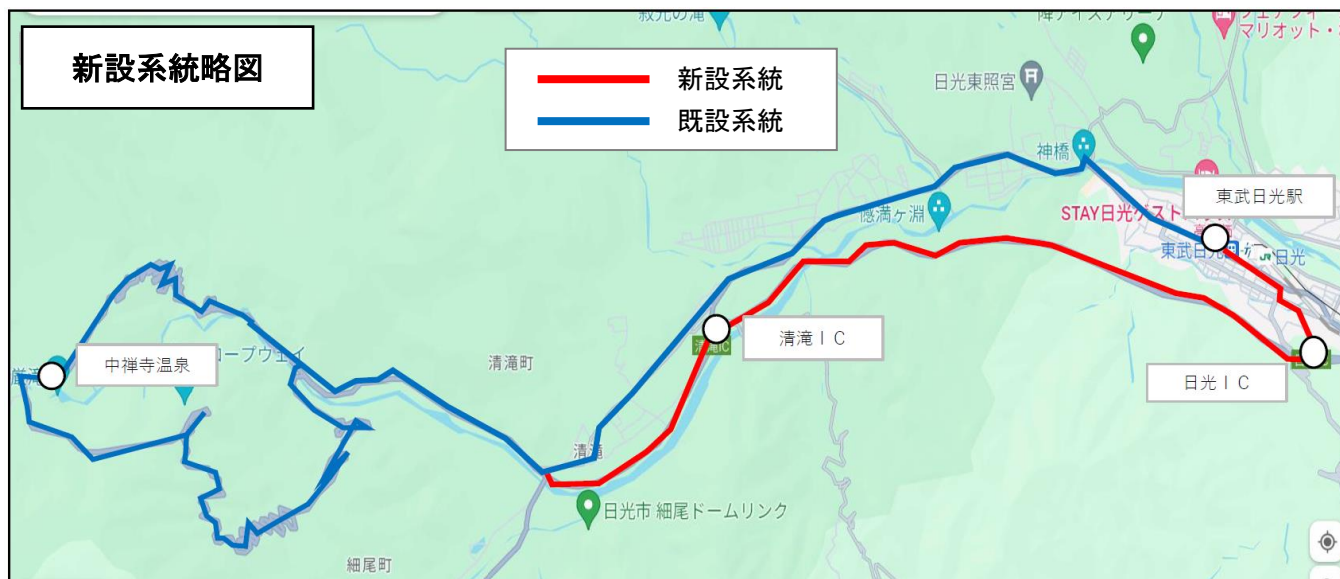 新設系統略図
新設系統
既設系統
日光東照宮
神橋
東武日光駅
STAY日光ゲスト
東武日光
日光
憾満ヶ淵
清滝IC
日光IC
中禅寺温泉
ロープウェイ
清滝町
清滝
日光市 細尾ドームリンク
細尾町
マリオット・